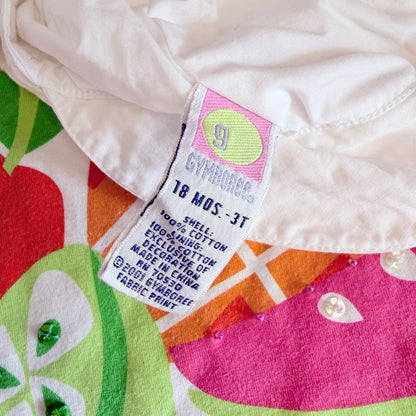 g
GYMBOREE
18 MOS.-3T
SHELL:
100% COTTON
LINING:
100% COTTON
EXCLUSIVE OF
DECORATION
MADE IN CHINA
RN 77930
©2001 GYMBOREE
FABRIC PRINT